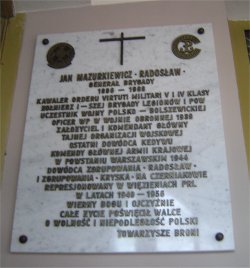 JAN MAZURKIEWICZ - RADOSŁAW -
GENERAŁ BRYGADY
1896 - 1988
KAWALER ORDERU VIRTUTI MILITARI V I IV KLASY
ŻOŁNIERZ I - SZEJ BRYGADY LEGIONÓW I POW
UCZESTNIK WOJNY POLSKO - BOLSZEWICKIEJ
OFICER WP W WOJNIE OBRONNEJ 1939
ZAŁOŻYCIEL I KOMENDANT GŁÓWNY
TAJNEJ ORGANIZACJI WOJSKOWEJ
OSTATNI DOWÓDCA KEDYWU
KOMENDY GŁÓWNEJ ARMII KRAJOWEJ
W POWSTANIU WARSZAWSKIM 1944
DOWÓDCA ZGRUPOWANIA - RADOSŁAW -
I ZGRUPOWANIA - KRYSKA - NA CZERNIAKOWIE
REPRESJONOWANY W WIĘZIENIACH PRL
W LATACH 1949 - 1956
WIERNY BOGU I OJCZYŹNIE
CAŁE ŻYCIE POŚWIĘCIŁ WALCE
O WOLNOŚĆ I NIEPODLEGŁOŚĆ POLSKI
TOWARZYSZE BRONI